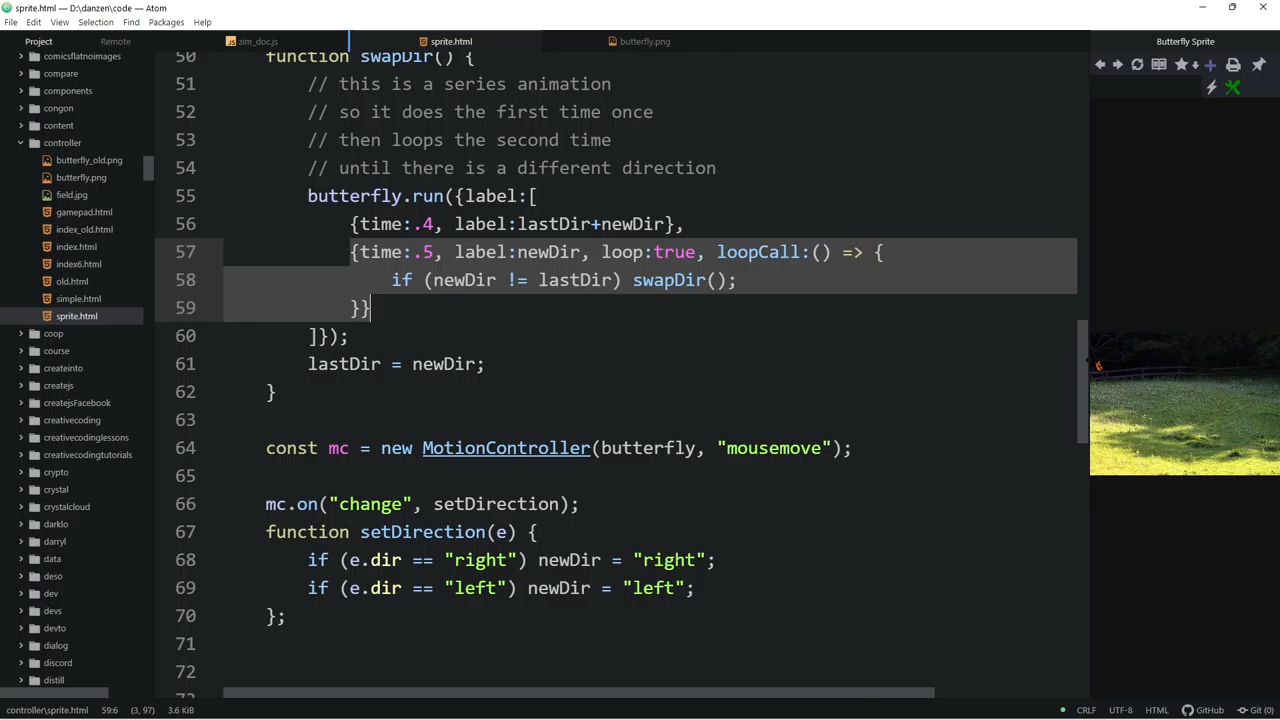 sprite.html — D:\danzen\code — Atom
File Edit View Selection Find Packages Help
Project Remote
zim_doc.js sprite.html butterfly.png
Butterfly Sprite
comicsflatnoimages
compare
components
congon
content
controller
butterfly_old.png
butterfly.png
field.jpg
gamepad.html
index_old.html
index.html
index6.html
old.html
simple.html
sprite.html
coop
course
createinto
createjs
createjsFacebook
creativecoding
creativecodinglessons
creativecodingtutorials
crypto
crystal
crystalcloud
darklo
darryl
data
deso
dev
devs
devto
dialog
discord
distill
50 function swapDir() {
51 // this is a series animation
52 // so it does the first time once
53 // then loops the second time
54 // until there is a different direction
55 butterfly.run({label:[
56 {time:.4, label:lastDir+newDir},
57 {time:.5, label:newDir, loop:true, loopCall:() => {
58 if (newDir != lastDir) swapDir();
59 }}
60 ]});
61 lastDir = newDir;
62 }
63
64 const mc = new MotionController(butterfly, "mousemove");
65
66 mc.on("change", setDirection);
67 function setDirection(e) {
68 if (e.dir == "right") newDir = "right";
69 if (e.dir == "left") newDir = "left";
70 };
71
72
73
controller\sprite.html 59:6 (3, 97) 3.6 KiB
CRLF UTF-8 HTML GitHub Git (0)